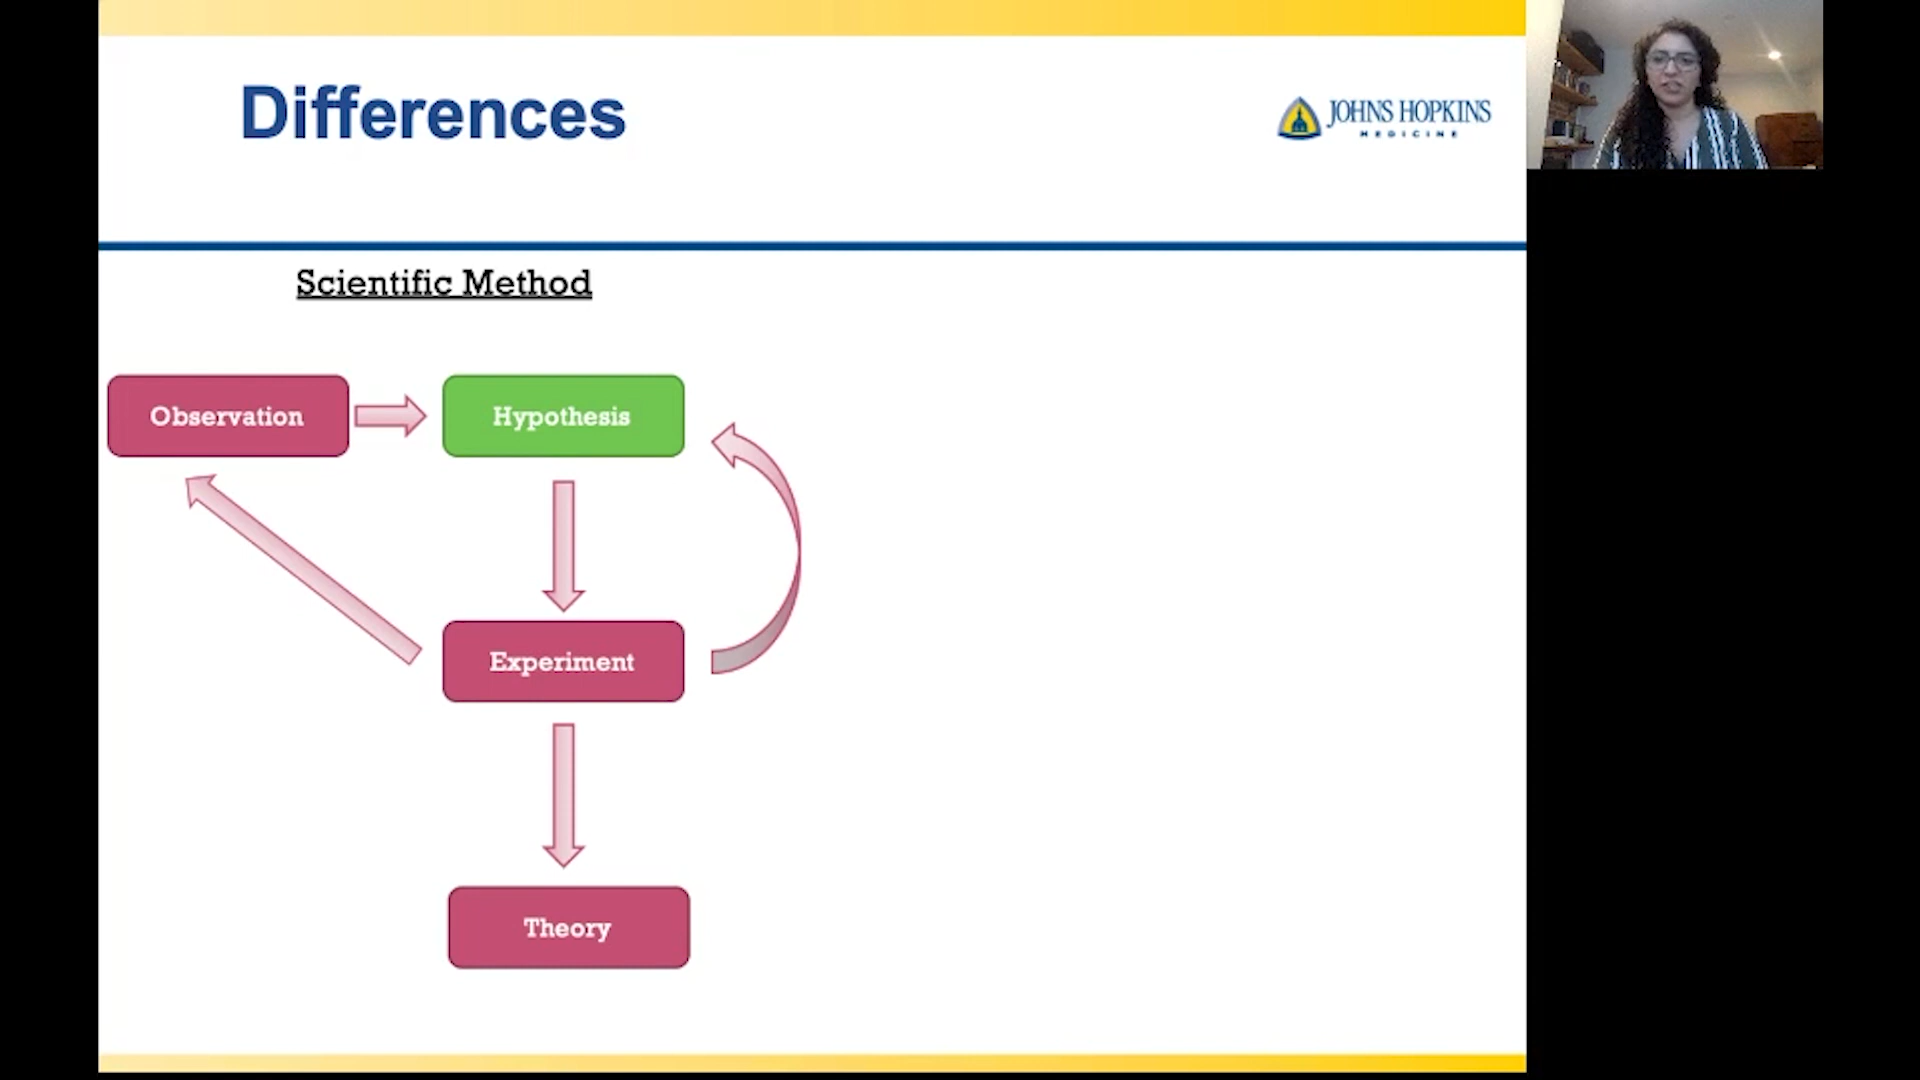 Differences
JOHNS HOPKINS
MEDICINE
Scientific Method
Observation
Hypothesis
Experiment
Theory